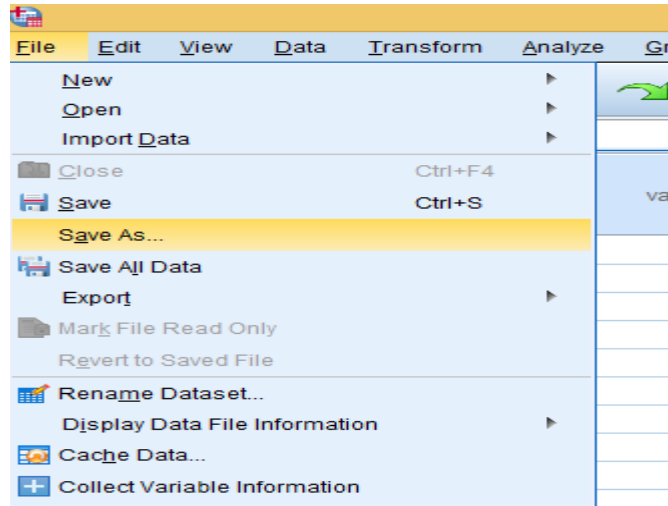 File Edit View Data Transform Analyze Gr
New
Open
Import Data
Close Ctrl+F4
Save Ctrl+S
va
Save As...
Save All Data
Export
Mark File Read Only
Revert to Saved File
Rename Dataset...
Display Data File Information
Cache Data...
Collect Variable Information